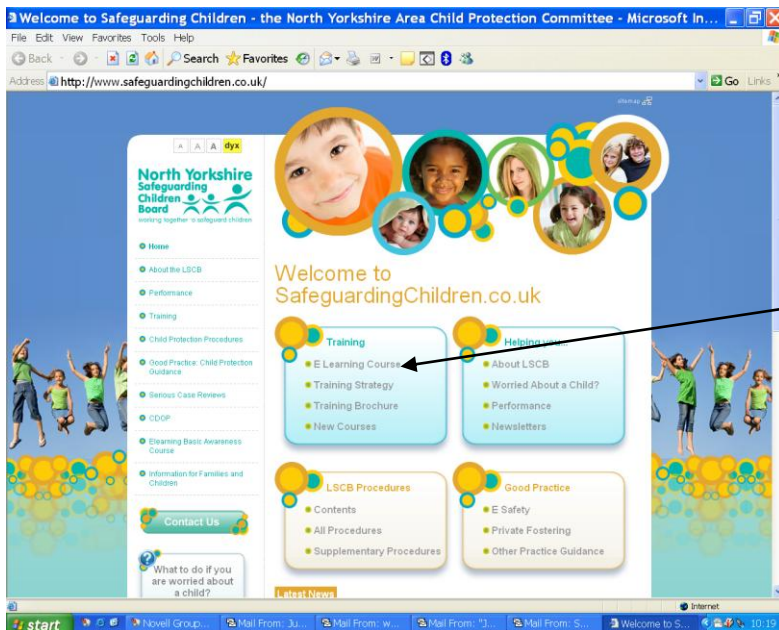 Welcome to Safeguarding Children - the North Yorkshire Area Child Protection Committee - Microsoft In...
File Edit View Favorites Tools Help
Back Search Favorites
Address http://www.safeguardingchildren.co.uk/ Go Links
sitemap
A A A dyx
North Yorkshire
Safeguarding
Children
Board
working together to safeguard children
Home
About the LSCB
Performance
Training
Child Protection Procedures
Good Practice: Child Protection
Guidance
Serious Case Reviews
CDOP
Elearning Basic Awareness
Course
Information for Families and
Children
Contact Us
What to do if you
are worried about
a child?
Welcome to
SafeguardingChildren.co.uk
Training
E Learning Course
Training Strategy
Training Brochure
New Courses
Helping you...
About LSCB
Worried About a Child?
Performance
Newsletters
LSCB Procedures
Contents
All Procedures
Supplementary Procedures
Good Practice
E Safety
Private Fostering
Other Practice Guidance
Latest News
Internet
start Novell Group... Mail From: Ju... Mail From: w... Mail From: "J... Mail From: S... Welcome to S... 10:19